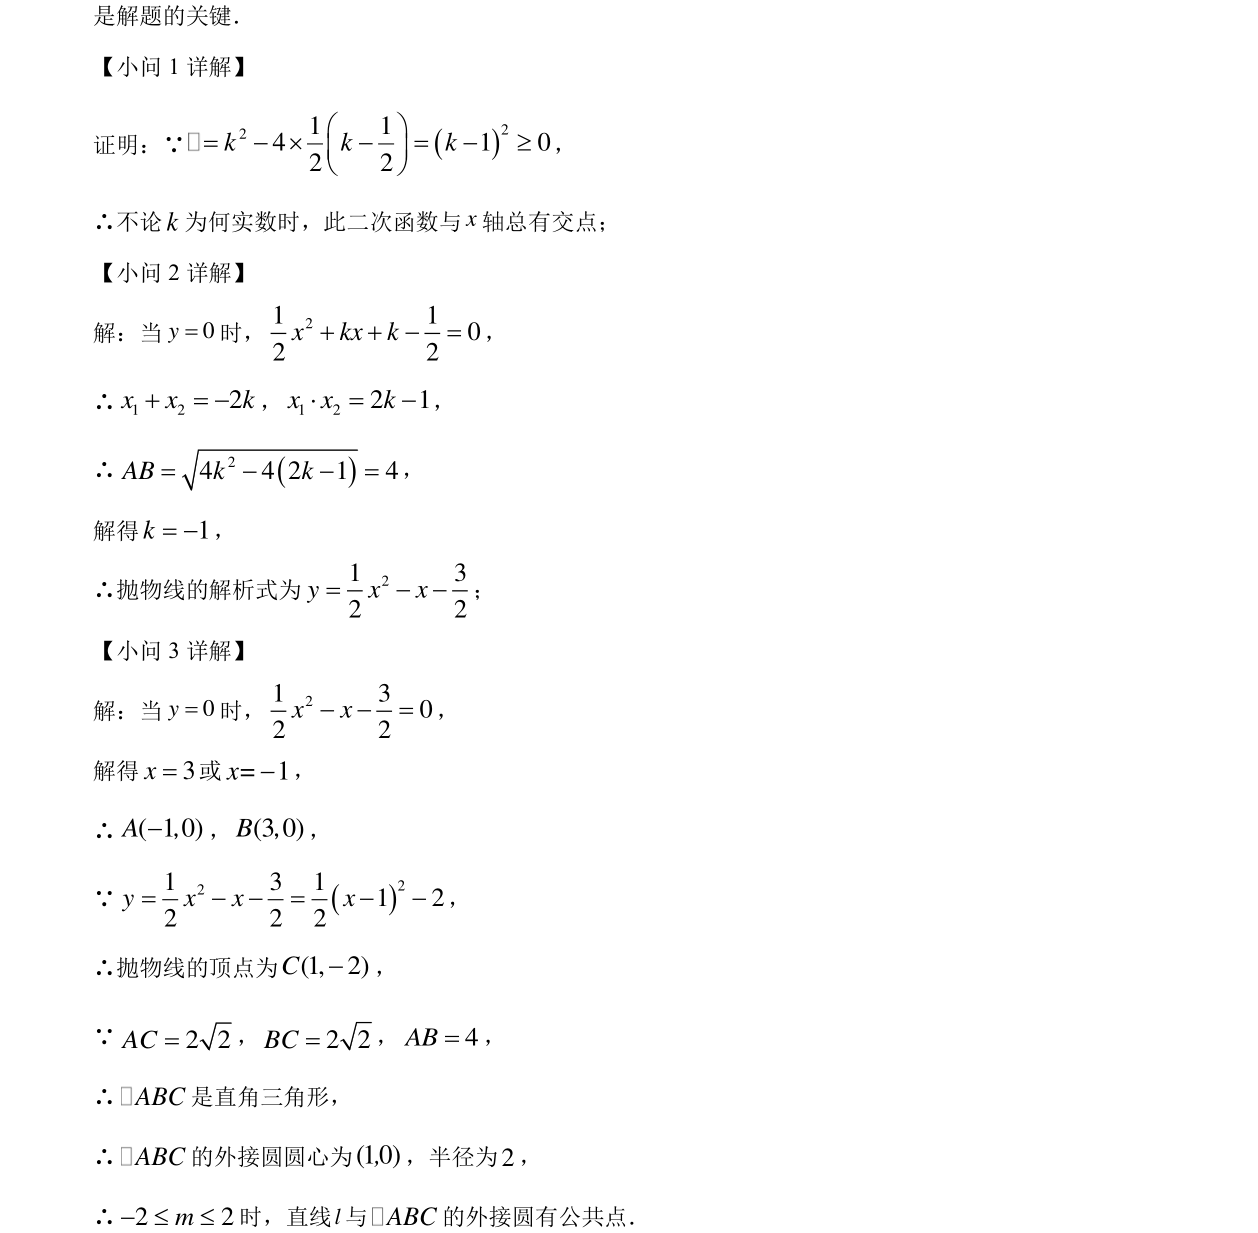 是解题的关键．
【小问 1 详解】
证明：∵□= k² − 4 × 1/2 (k − 1/2) = (k − 1)² ≥ 0，
∴不论 k 为何实数时，此二次函数与 x 轴总有交点；
【小问 2 详解】
解：当 y = 0 时，1/2 x² + kx + k − 1/2 = 0，
∴ x₁ + x₂ = −2k， x₁ · x₂ = 2k − 1，
∴ AB = √(4k² − 4(2k − 1)) = 4，
解得 k = −1，
∴抛物线的解析式为 y = 1/2 x² − x − 3/2；
【小问 3 详解】
解：当 y = 0 时，1/2 x² − x − 3/2 = 0，
解得 x = 3 或 x= −1，
∴ A(−1,0)， B(3,0)，
∵ y = 1/2 x² − x − 3/2 = 1/2 (x − 1)² − 2，
∴抛物线的顶点为 C(1, − 2)，
∵ AC = 2√2， BC = 2√2， AB = 4，
∴ □ABC 是直角三角形，
∴ □ABC 的外接圆圆心为 (1,0)，半径为 2，
∴ −2 ≤ m ≤ 2 时，直线 l 与 □ABC 的外接圆有公共点．